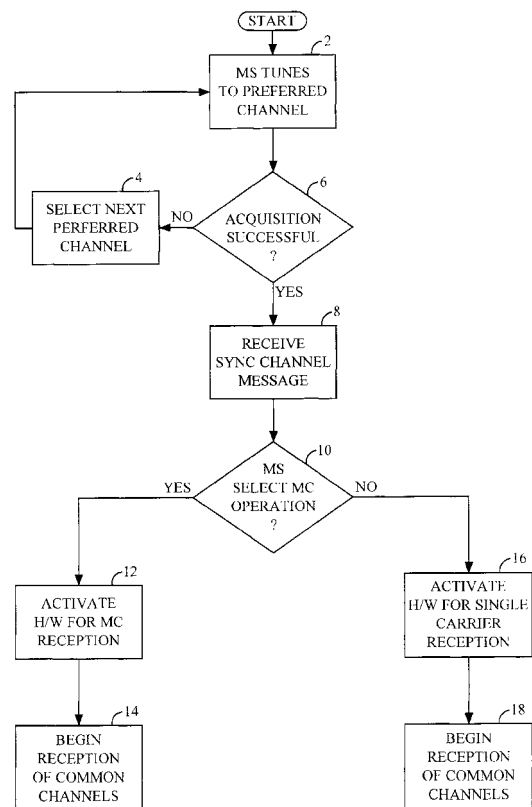 START
2
MS TUNES
TO PREFERRED
CHANNEL
4
SELECT NEXT
PERFERRED
CHANNEL
NO
6
ACQUISITION
SUCCESSFUL
?
YES
8
RECEIVE
SYNC CHANNEL
MESSAGE
10
MS
SELECT MC
OPERATION
?
YES
NO
12
ACTIVATE
H/W FOR MC
RECEPTION
16
ACTIVATE
H/W FOR SINGLE
CARRIER
RECEPTION
14
BEGIN
RECEPTION
OF COMMON
CHANNELS
18
BEGIN
RECEPTION
OF COMMON
CHANNELS